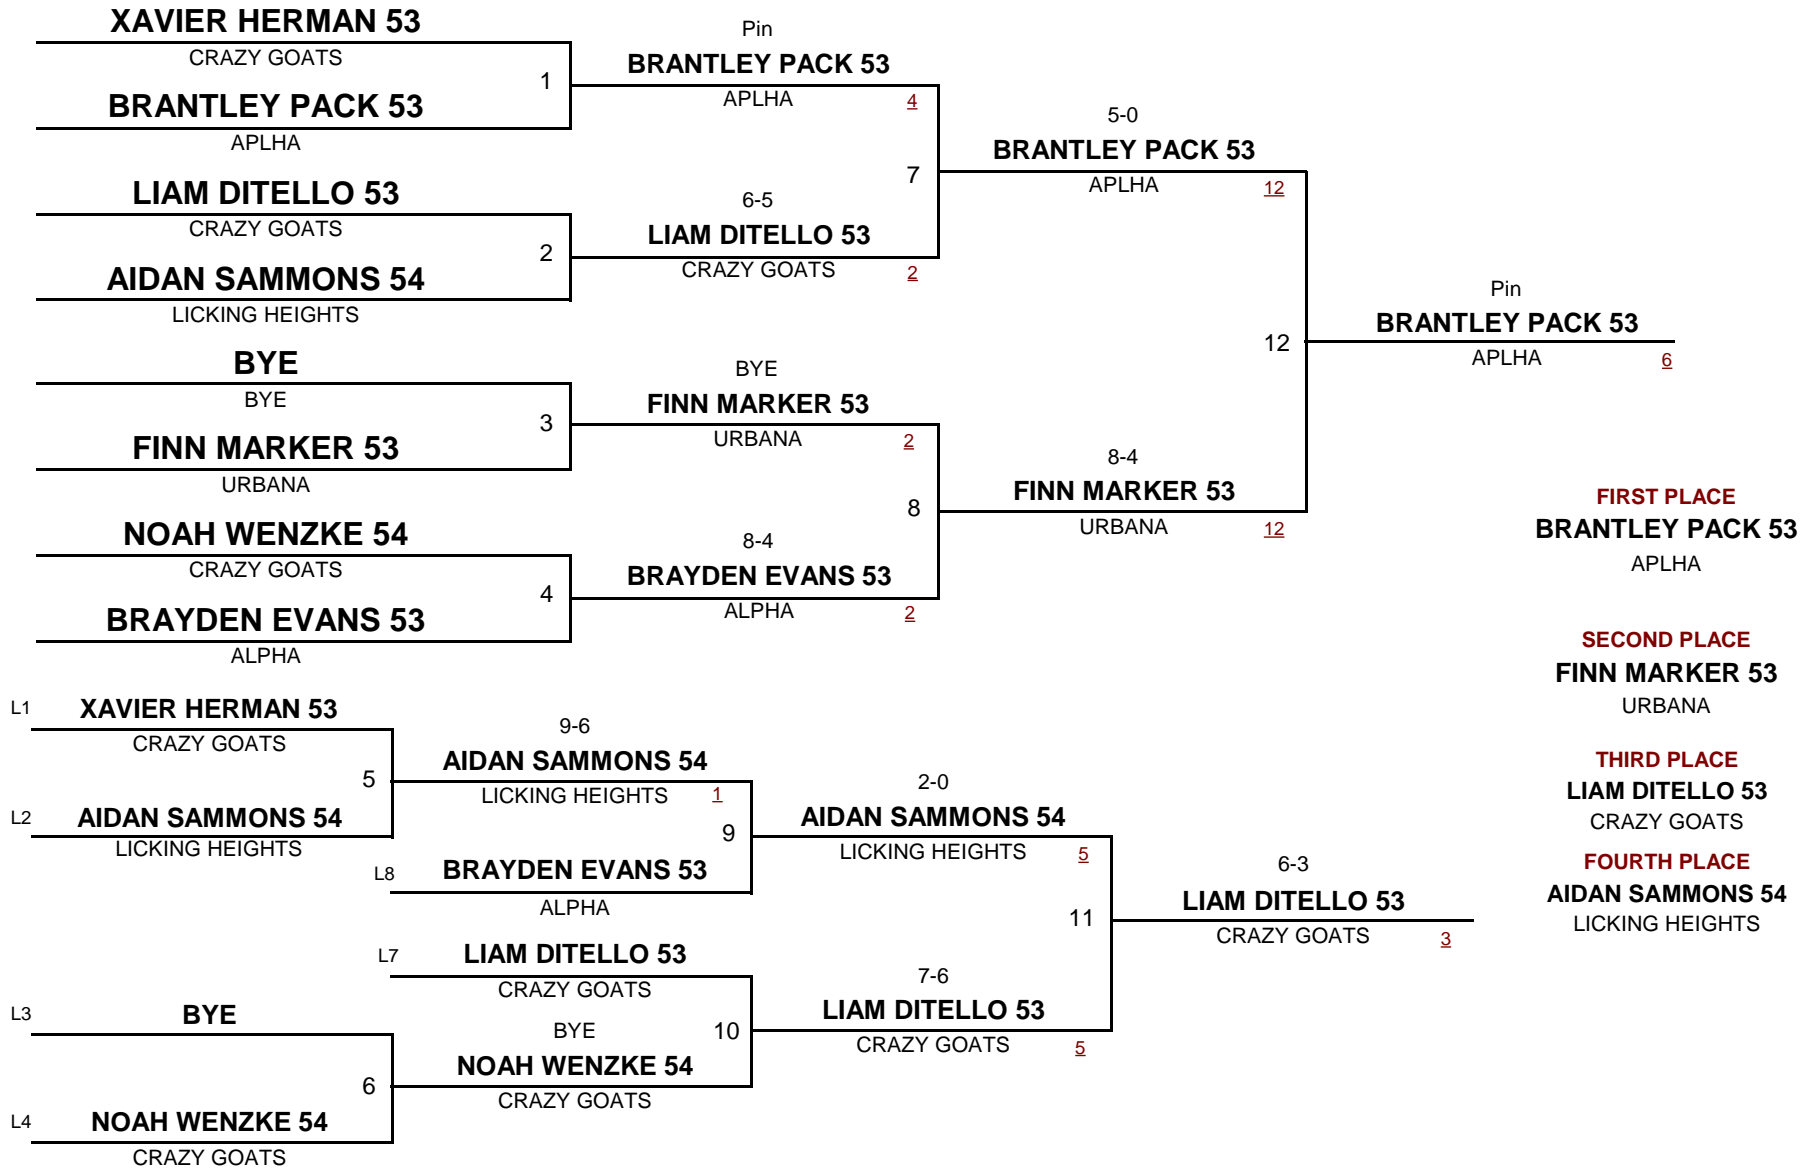 XAVIER HERMAN 53
CRAZY GOATS
1
BRANTLEY PACK 53
APLHA
Pin
BRANTLEY PACK 53
APLHA
4
LIAM DITELLO 53
CRAZY GOATS
2
AIDAN SAMMONS 54
LICKING HEIGHTS
6-5
LIAM DITELLO 53
CRAZY GOATS
2
7
5-0
BRANTLEY PACK 53
APLHA
12
BYE
BYE
3
FINN MARKER 53
URBANA
BYE
FINN MARKER 53
URBANA
2
NOAH WENZKE 54
CRAZY GOATS
4
BRAYDEN EVANS 53
ALPHA
8-4
BRAYDEN EVANS 53
ALPHA
2
8
8-4
FINN MARKER 53
URBANA
12
12
Pin
BRANTLEY PACK 53
APLHA
6
FIRST PLACE
BRANTLEY PACK 53
APLHA
SECOND PLACE
FINN MARKER 53
URBANA
THIRD PLACE
LIAM DITELLO 53
CRAZY GOATS
FOURTH PLACE
AIDAN SAMMONS 54
LICKING HEIGHTS
L1 XAVIER HERMAN 53
CRAZY GOATS
5
L2 AIDAN SAMMONS 54
LICKING HEIGHTS
9-6
AIDAN SAMMONS 54
LICKING HEIGHTS
1
9
L8 BRAYDEN EVANS 53
ALPHA
2-0
AIDAN SAMMONS 54
LICKING HEIGHTS
5
L7 LIAM DITELLO 53
CRAZY GOATS
L3 BYE
6
L4 NOAH WENZKE 54
CRAZY GOATS
BYE
NOAH WENZKE 54
CRAZY GOATS
10
7-6
LIAM DITELLO 53
CRAZY GOATS
5
11
6-3
LIAM DITELLO 53
CRAZY GOATS
3